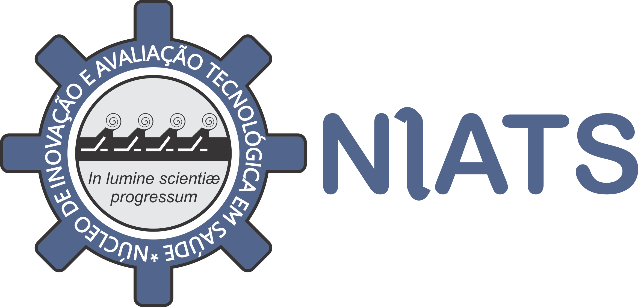 NÚCLEO DE INOVAÇÃO E AVALIAÇÃO TECNOLÓGICA EM SAÚDE *
In lumine scientiæ
progressum
NIATS